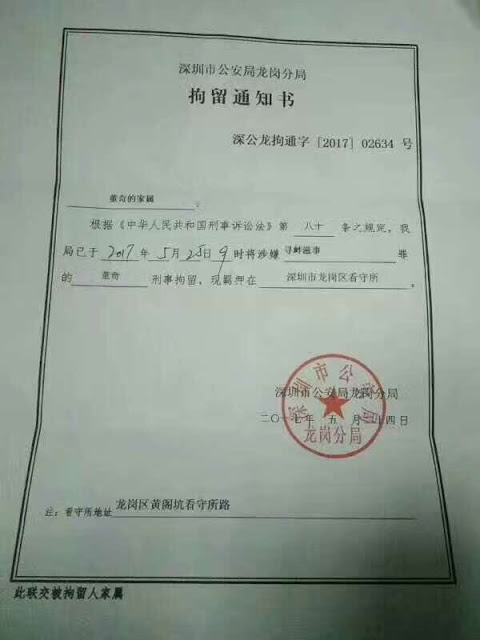 深圳市公安局龙岗分局
拘留通知书
深公龙拘通字［2017］02634 号
董奇的家属 ：
根据《中华人民共和国刑事诉讼法》第 八十 条之规定，我
局已于 2017 年 5月25日9时将涉嫌 寻衅滋事 罪
的 董奇 刑事拘留，现羁押在 深圳市龙岗区看守所 。
深圳市公安局龙岗分局
二〇一七年 五 月 二十四日
深圳市公安局
龙岗分局
注：看守所地址 龙岗区黄阁坑看守所路
此联交被拘留人家属